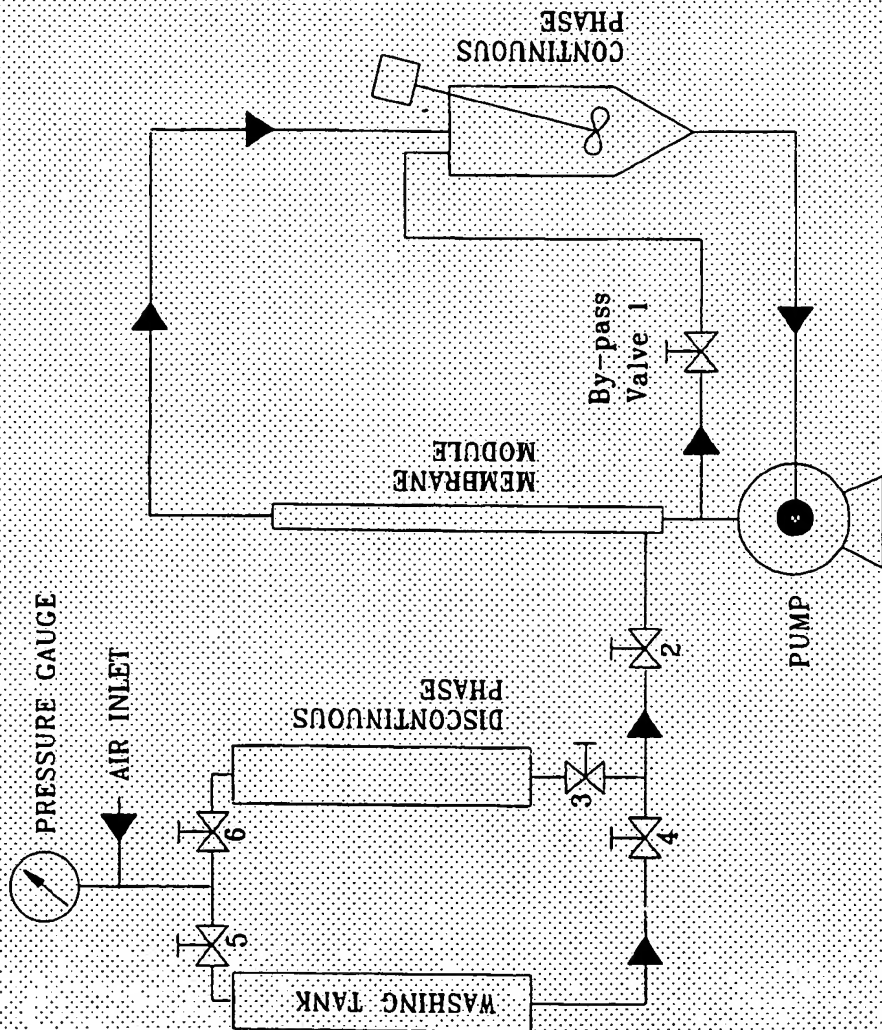 CONTINUOUS
PHASE
By-pass
Valve 1
MEMBRANE
MODULE
PRESSURE GAUGE
AIR INLET
DISCONTINUOUS
PHASE
PUMP
2
3
4
5
6
WASHING TANK